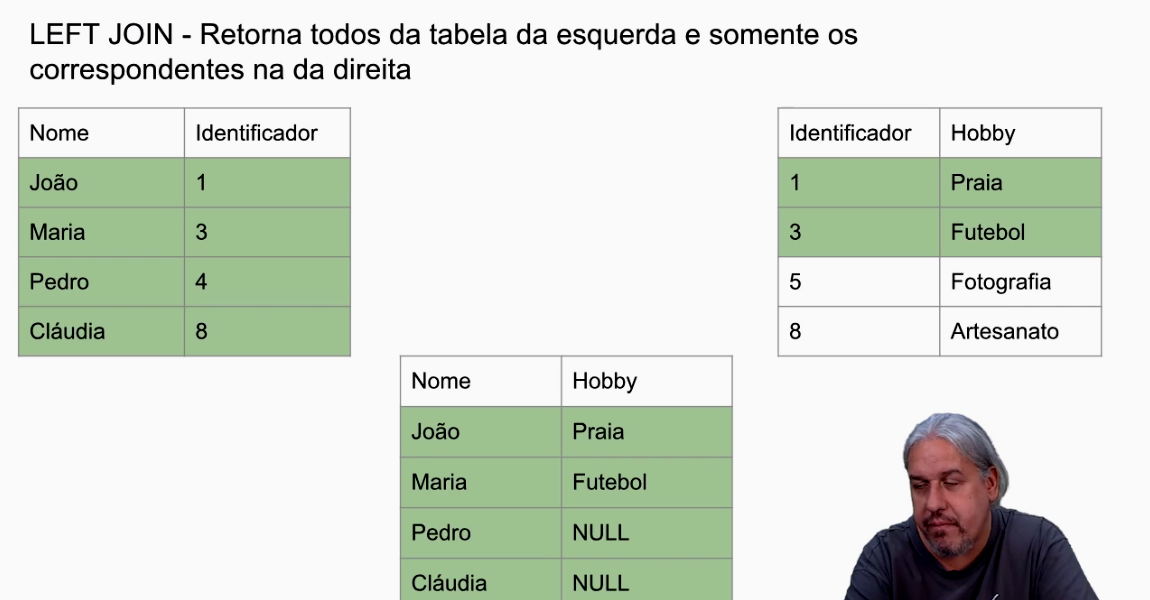 LEFT JOIN - Retorna todos da tabela da esquerda e somente os
correspondentes na da direita
Nome Identificador
João 1
Maria 3
Pedro 4
Cláudia 8
Identificador Hobby
1 Praia
3 Futebol
5 Fotografia
8 Artesanato
Nome Hobby
João Praia
Maria Futebol
Pedro NULL
Cláudia NULL